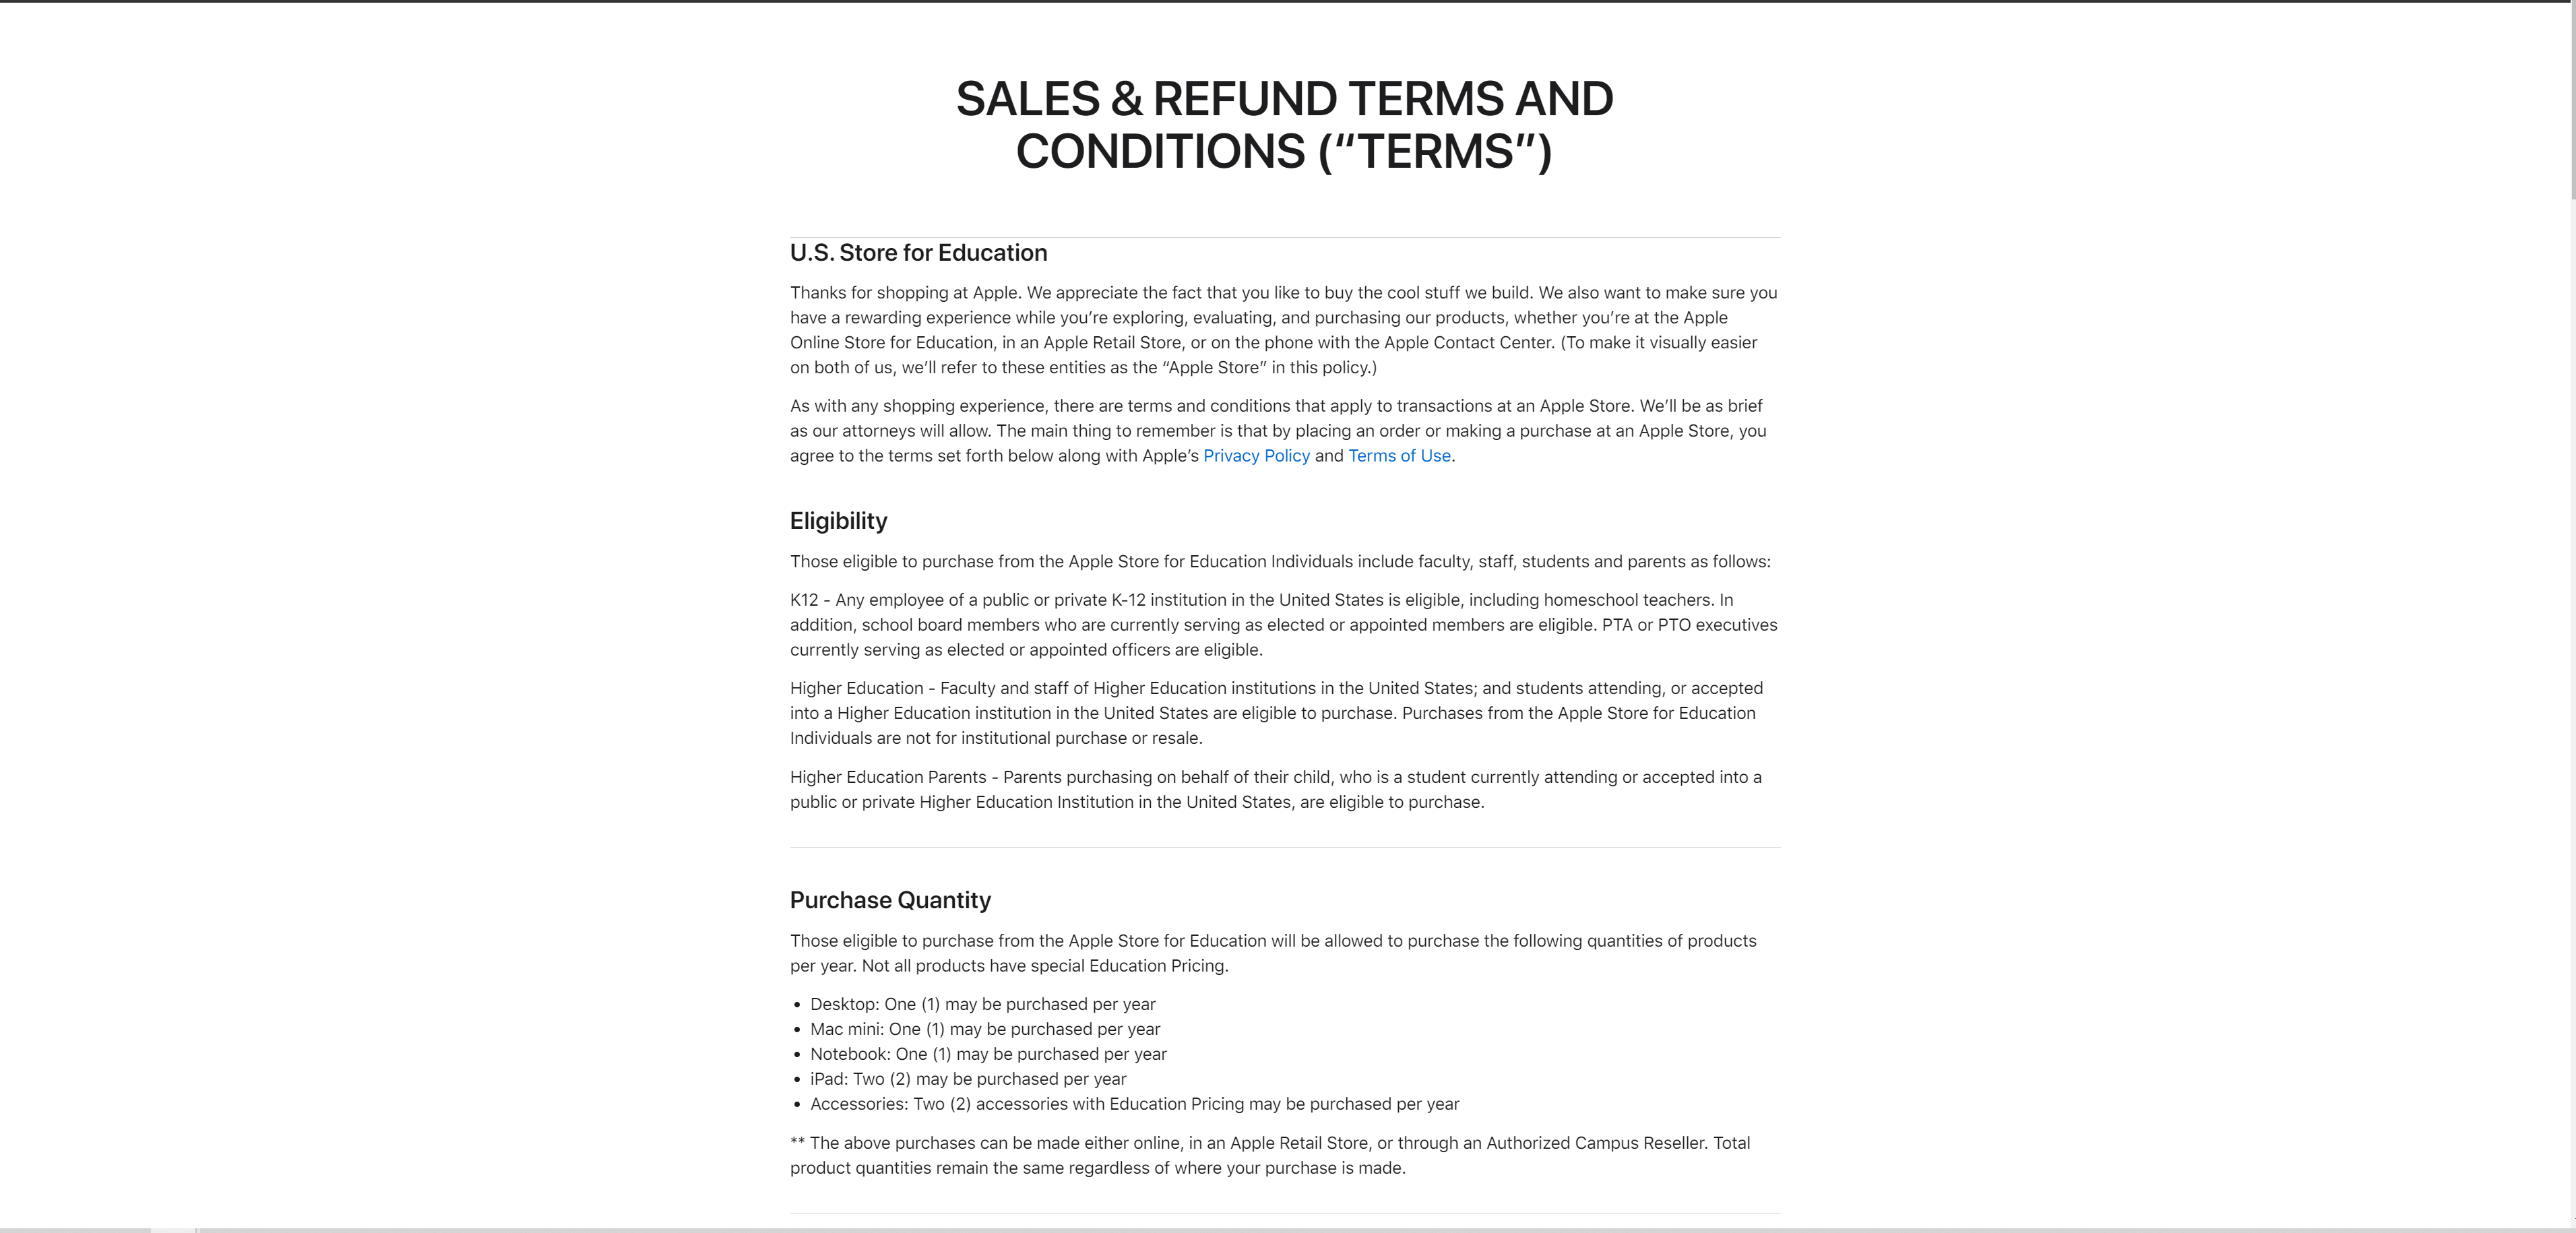 SALES & REFUND TERMS AND
CONDITIONS (“TERMS”)
U.S. Store for Education
Thanks for shopping at Apple. We appreciate the fact that you like to buy the cool stuff we build. We also want to make sure you
have a rewarding experience while you’re exploring, evaluating, and purchasing our products, whether you’re at the Apple
Online Store for Education, in an Apple Retail Store, or on the phone with the Apple Contact Center. (To make it visually easier
on both of us, we’ll refer to these entities as the “Apple Store” in this policy.)
As with any shopping experience, there are terms and conditions that apply to transactions at an Apple Store. We’ll be as brief
as our attorneys will allow. The main thing to remember is that by placing an order or making a purchase at an Apple Store, you
agree to the terms set forth below along with Apple’s Privacy Policy and Terms of Use.
Eligibility
Those eligible to purchase from the Apple Store for Education Individuals include faculty, staff, students and parents as follows:
K12 - Any employee of a public or private K-12 institution in the United States is eligible, including homeschool teachers. In
addition, school board members who are currently serving as elected or appointed members are eligible. PTA or PTO executives
currently serving as elected or appointed officers are eligible.
Higher Education - Faculty and staff of Higher Education institutions in the United States; and students attending, or accepted
into a Higher Education institution in the United States are eligible to purchase. Purchases from the Apple Store for Education
Individuals are not for institutional purchase or resale.
Higher Education Parents - Parents purchasing on behalf of their child, who is a student currently attending or accepted into a
public or private Higher Education Institution in the United States, are eligible to purchase.
Purchase Quantity
Those eligible to purchase from the Apple Store for Education will be allowed to purchase the following quantities of products
per year. Not all products have special Education Pricing.
• Desktop: One (1) may be purchased per year
• Mac mini: One (1) may be purchased per year
• Notebook: One (1) may be purchased per year
• iPad: Two (2) may be purchased per year
• Accessories: Two (2) accessories with Education Pricing may be purchased per year
** The above purchases can be made either online, in an Apple Retail Store, or through an Authorized Campus Reseller. Total
product quantities remain the same regardless of where your purchase is made.